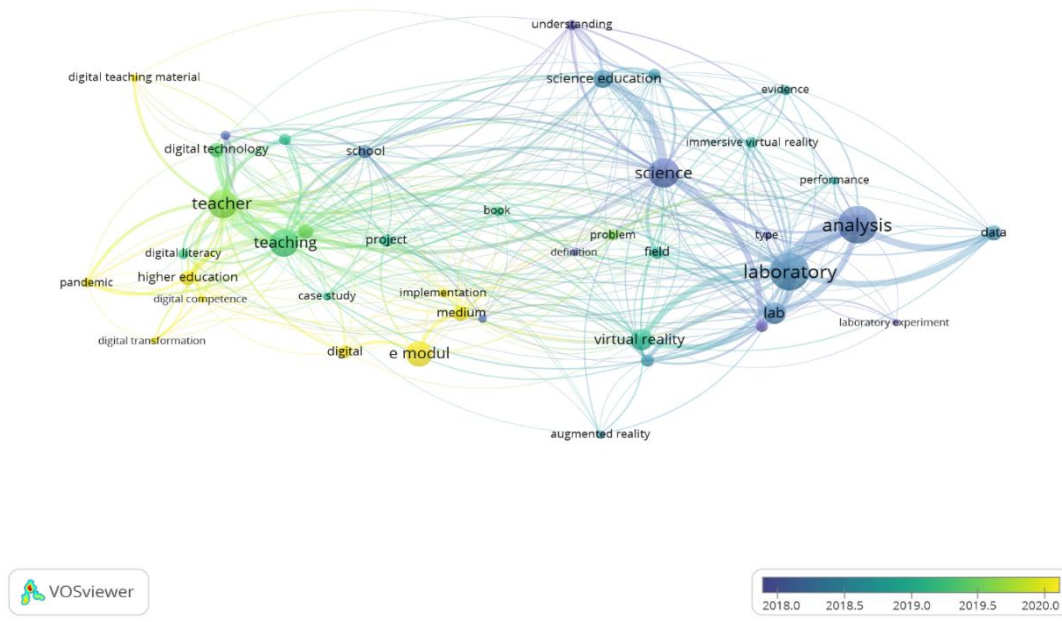 understanding
digital teaching material
science education
evidence
digital technology
school
immersive virtual reality
science
performance
teacher
book
analysis
teaching
project
problem
type
data
digital literacy
definition
field
pandemic
higher education
laboratory
digital competence
case study
implementation
medium
lab
laboratory experiment
digital transformation
virtual reality
digital
e modul
augmented reality
VOSviewer
2018.0 2018.5 2019.0 2019.5 2020.0